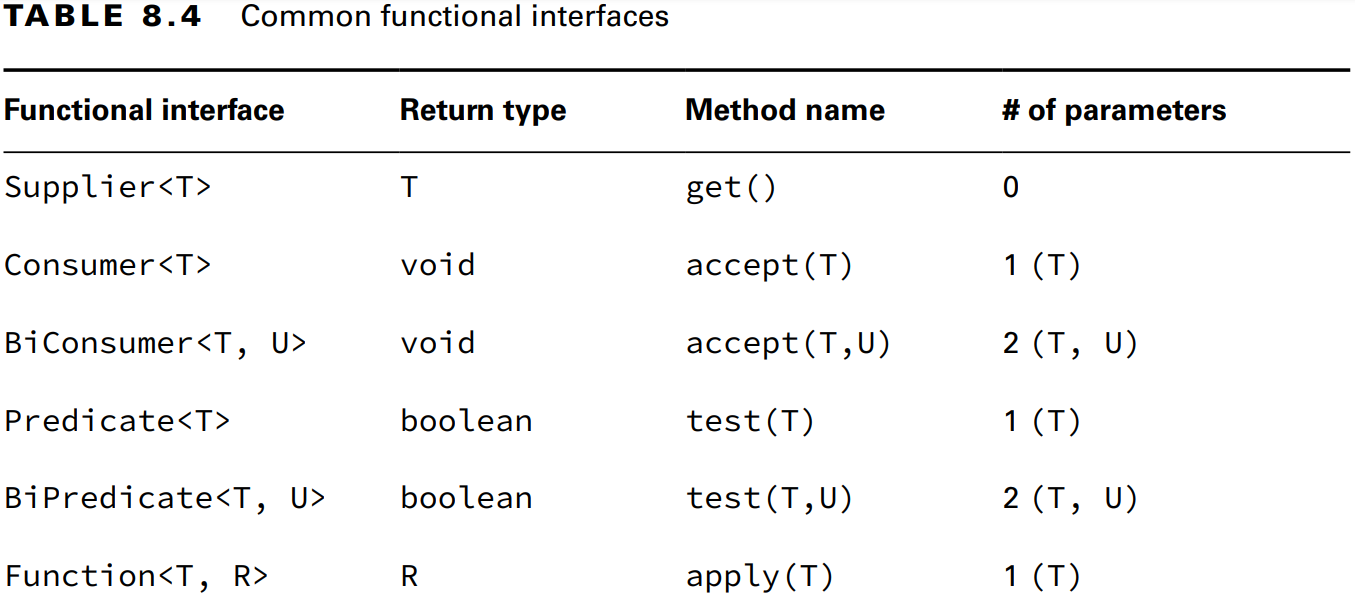 TABLE 8.4 Common functional interfaces
Functional interface Return type Method name # of parameters
Supplier<T> T get() 0
Consumer<T> void accept(T) 1 (T)
BiConsumer<T, U> void accept(T,U) 2 (T, U)
Predicate<T> boolean test(T) 1 (T)
BiPredicate<T, U> boolean test(T,U) 2 (T, U)
Function<T, R> R apply(T) 1 (T)